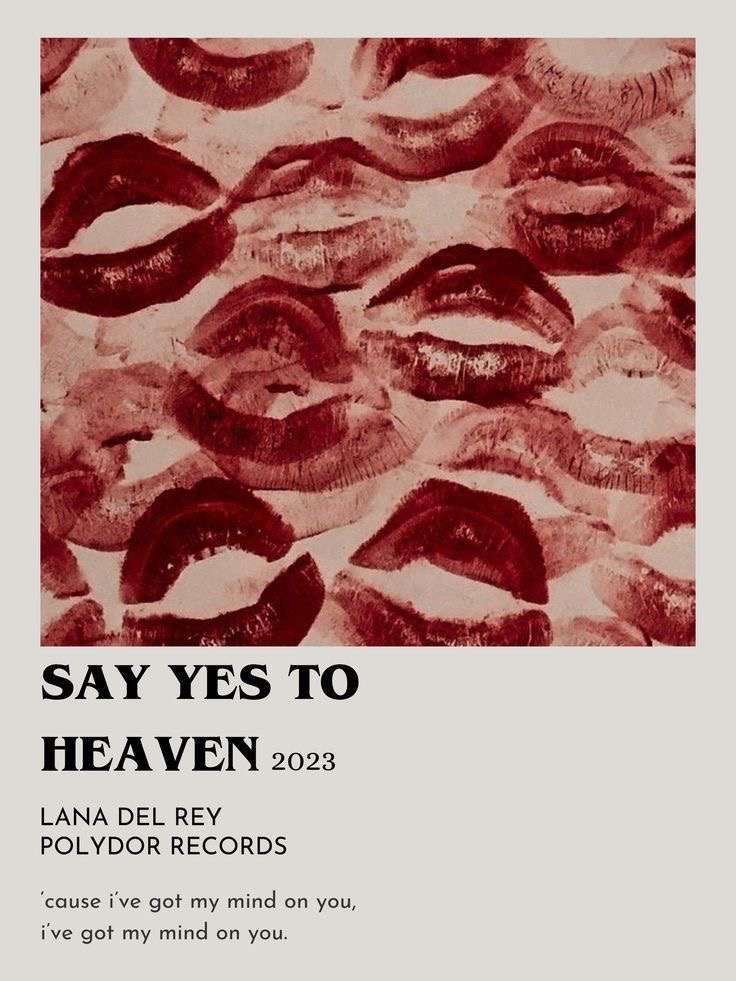 SAY YES TO
HEAVEN 2023
LANA DEL REY
POLYDOR RECORDS
‘cause i’ve got my mind on you,
i’ve got my mind on you.